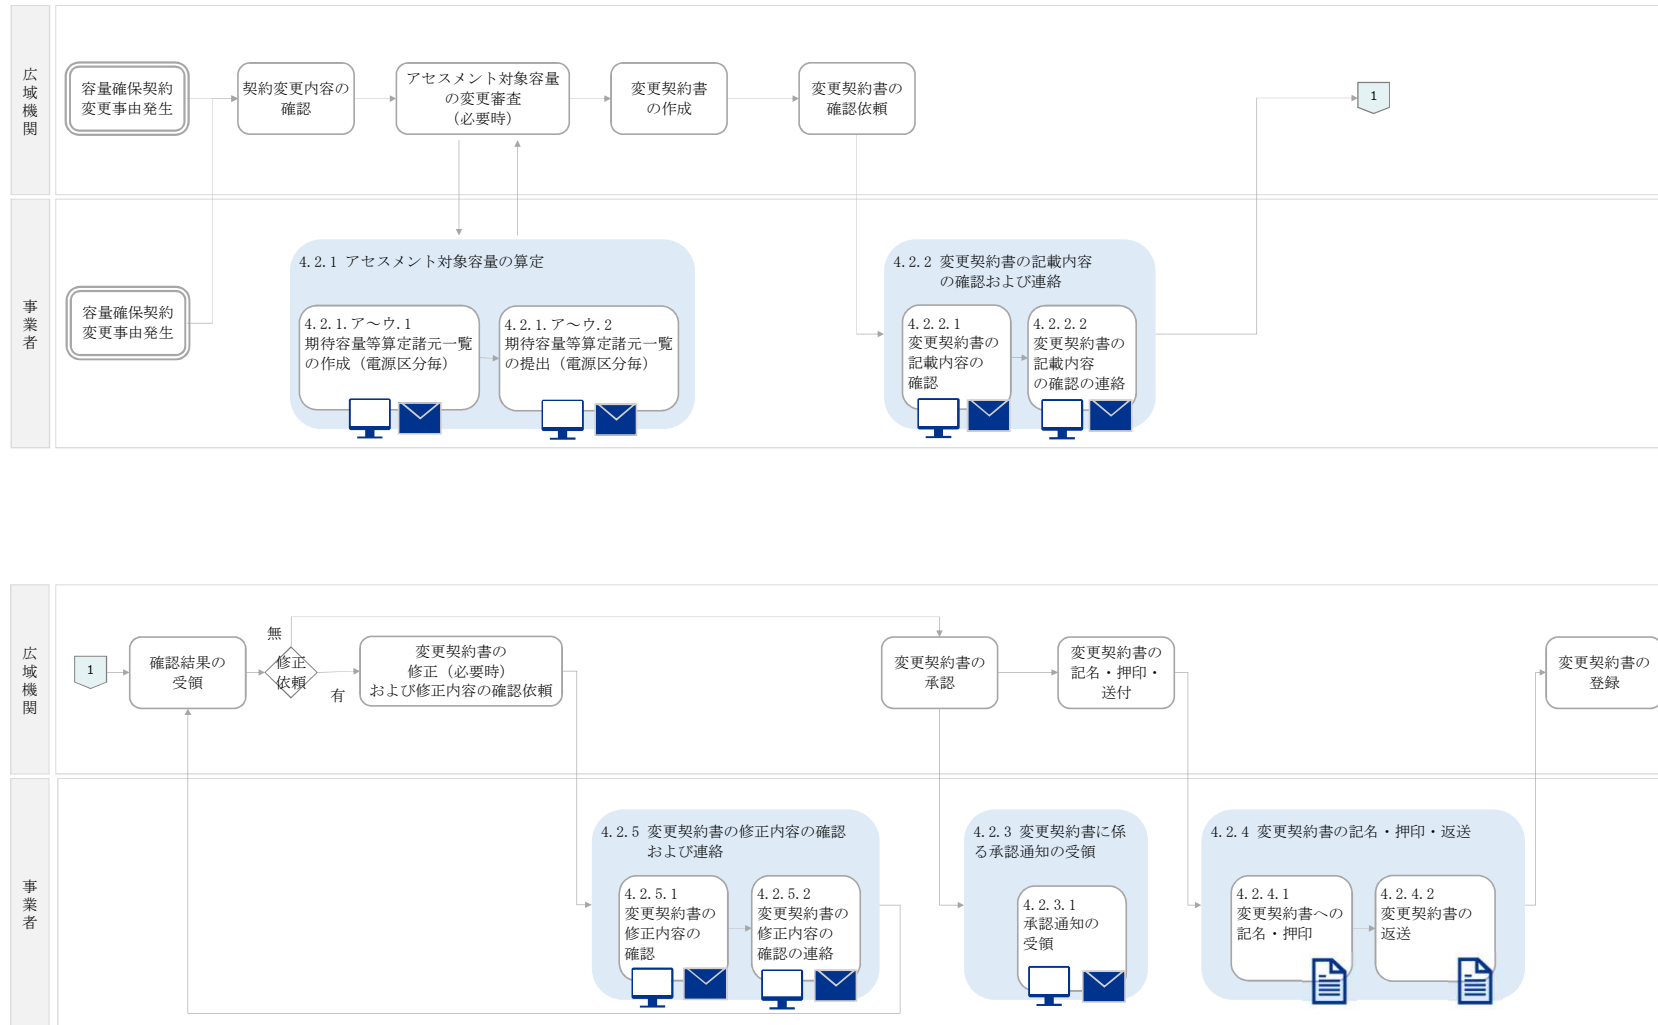 広域機関
容量確保契約
変更事由発生
契約変更内容の
確認
アセスメント対象容量
の変更審査
（必要時）
変更契約書
の作成
変更契約書の
確認依頼
1
事業者
容量確保契約
変更事由発生
4.2.1 アセスメント対象容量の算定
4.2.1.ア～ウ.1
期待容量等算定諸元一覧
の作成（電源区分毎）
4.2.1.ア～ウ.2
期待容量等算定諸元一覧
の提出（電源区分毎）
4.2.2 変更契約書の記載内容
の確認および連絡
4.2.2.1
変更契約書の
記載内容の
確認
4.2.2.2
変更契約書の
記載内容
の確認の連絡
広域機関
1
確認結果の
受領
無
修正
依頼
有
変更契約書の
修正（必要時）
および修正内容の確認依頼
変更契約書の
承認
変更契約書の
記名・押印・
送付
変更契約書の
登録
事業者
4.2.5 変更契約書の修正内容の確認
および連絡
4.2.5.1
変更契約書の
修正内容の
確認
4.2.5.2
変更契約書の
修正内容の
確認の連絡
4.2.3 変更契約書に係
る承認通知の受領
4.2.3.1
承認通知の
受領
4.2.4 変更契約書の記名・押印・返送
4.2.4.1
変更契約書への
記名・押印
4.2.4.2
変更契約書の
返送